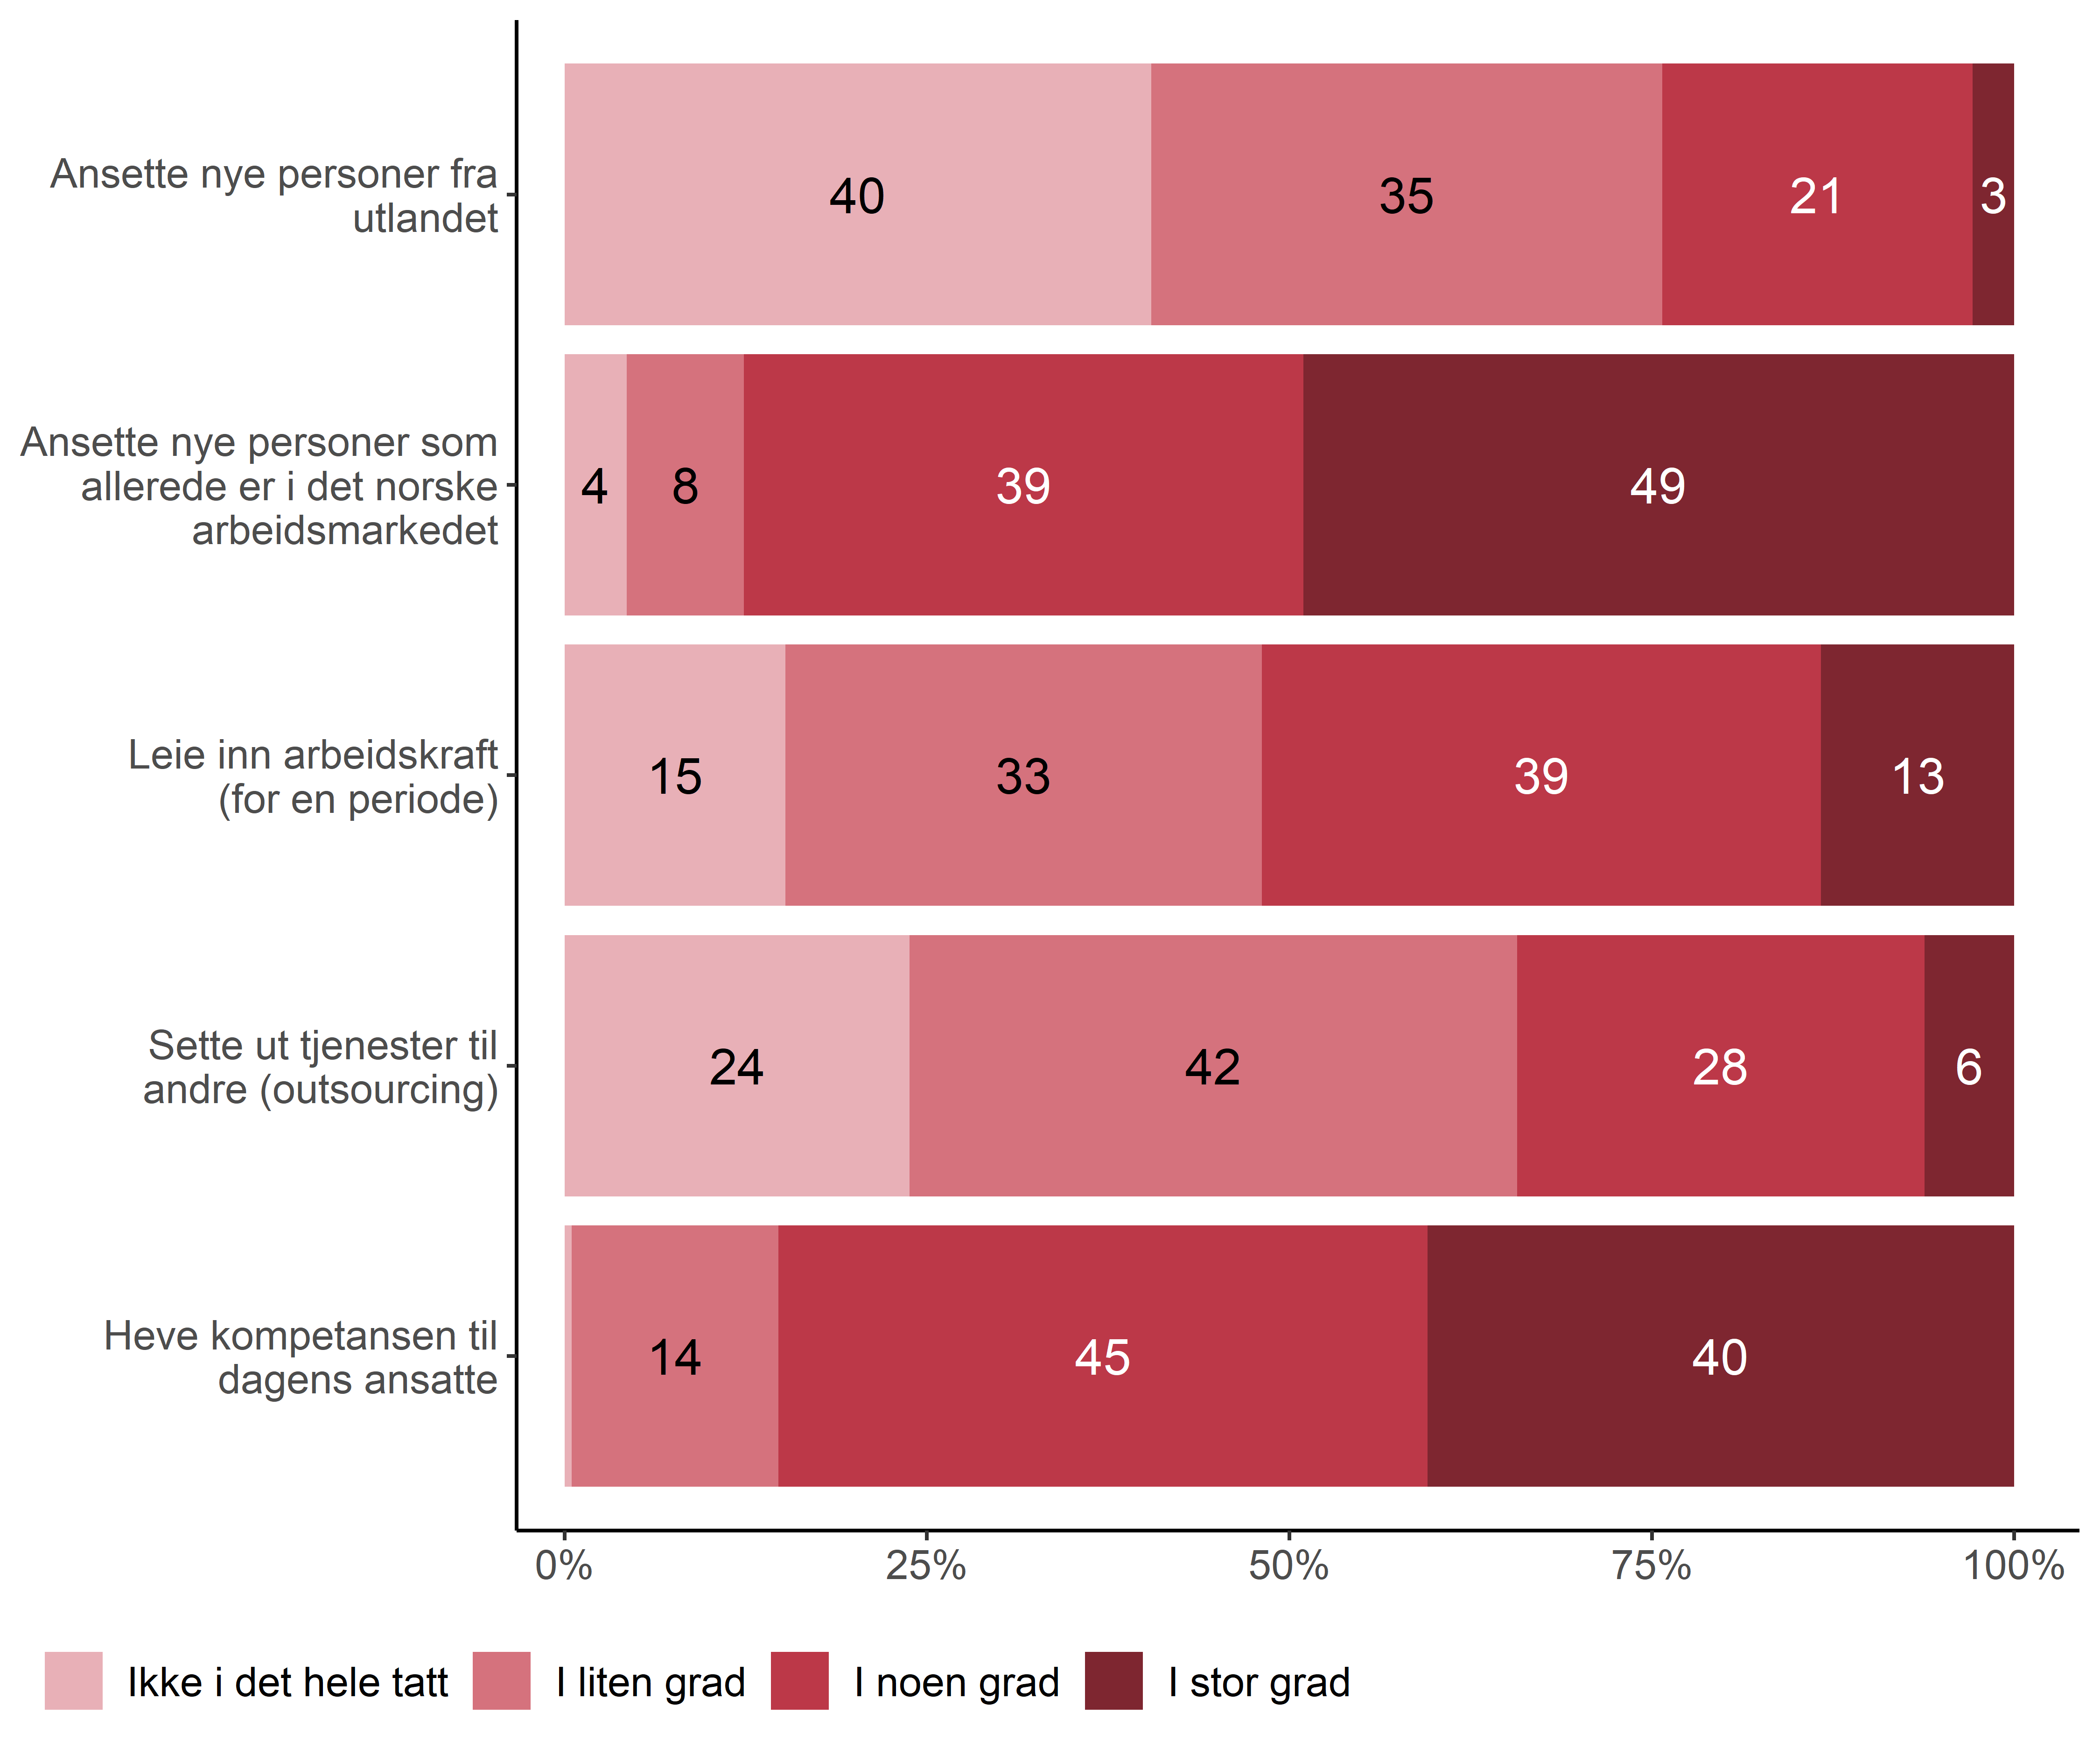 Ansette nye personer fra
utlandet
40 35 21 3
Ansette nye personer som
allerede er i det norske
arbeidsmarkedet
4 8 39 49
Leie inn arbeidskraft
(for en periode)
15 33 39 13
Sette ut tjenester til
andre (outsourcing)
24 42 28 6
Heve kompetansen til
dagens ansatte
14 45 40
0% 25% 50% 75% 100%
Ikke i det hele tatt I liten grad I noen grad I stor grad